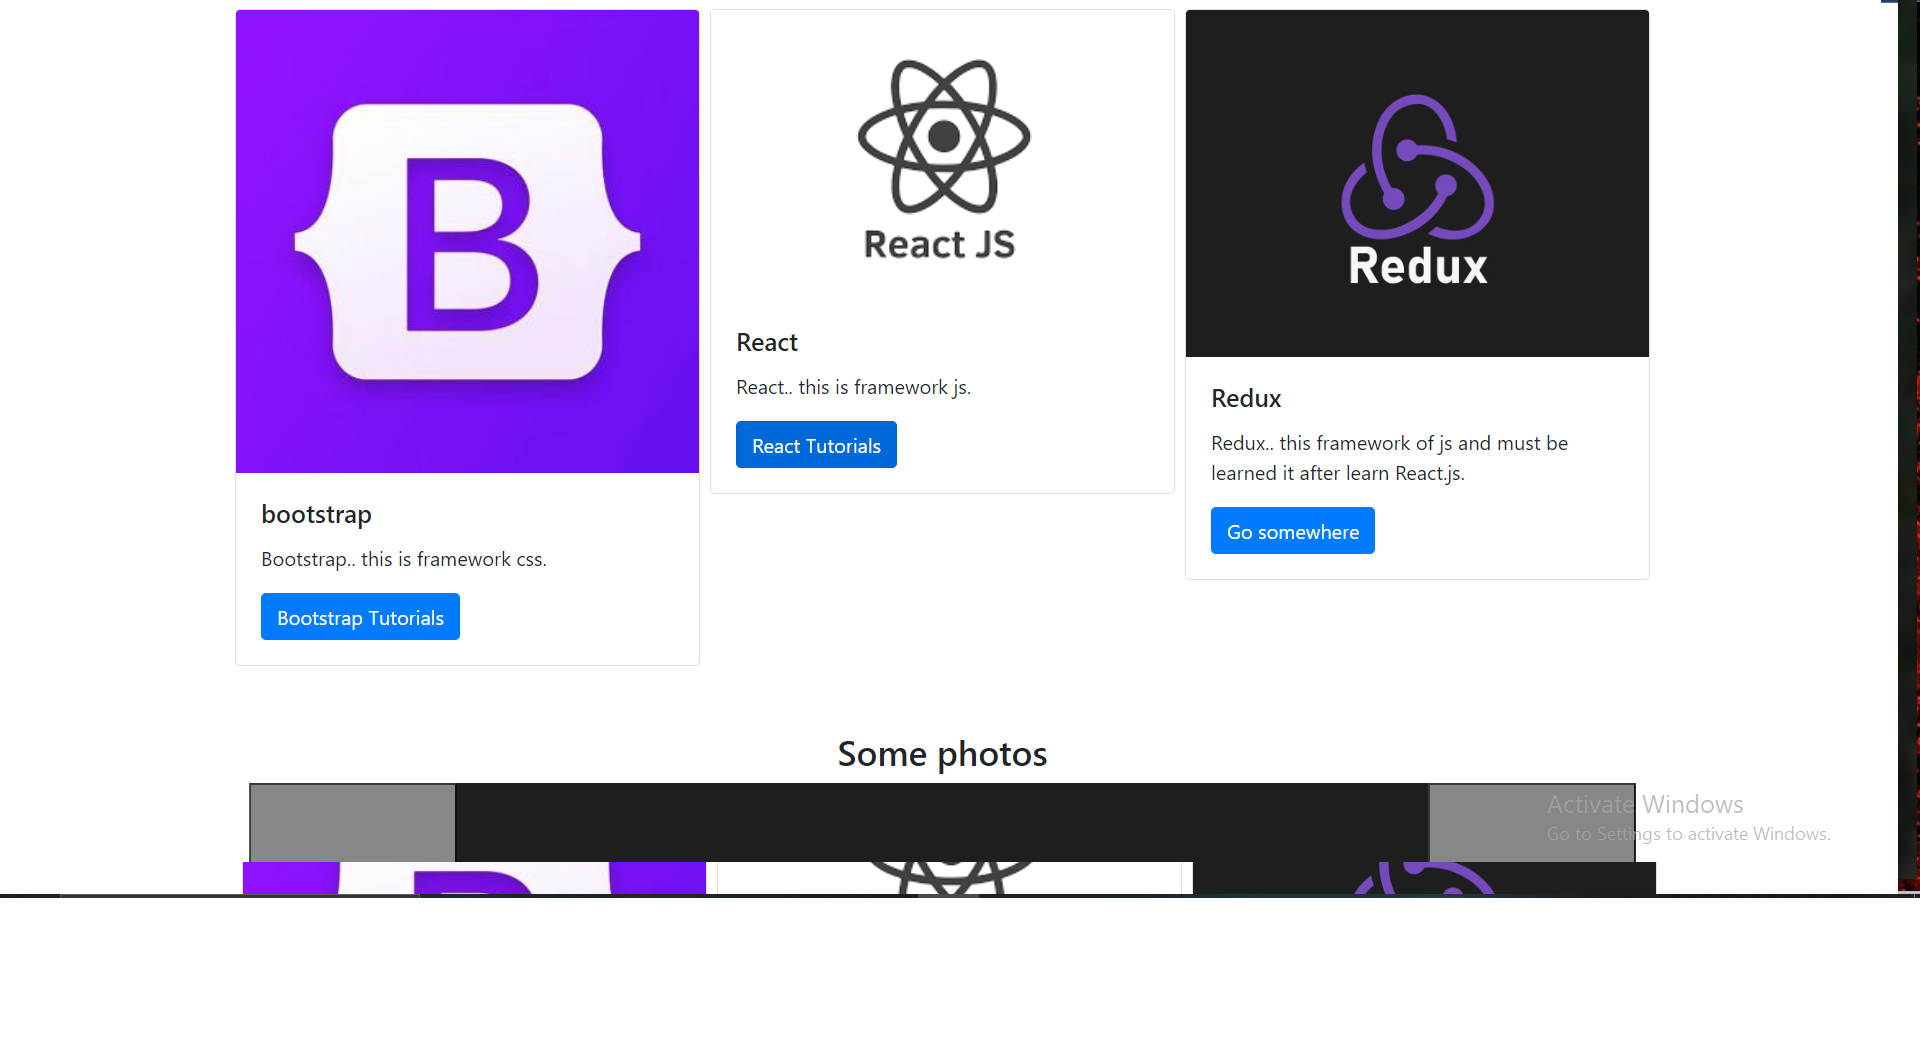 B
bootstrap
Bootstrap.. this is framework css.
Bootstrap Tutorials
React JS
React
React.. this is framework js.
React Tutorials
Redux
Redux
Redux.. this framework of js and must be
learned it after learn React.js.
Go somewhere
Some photos
Activate Windows
Go to Settings to activate Windows.